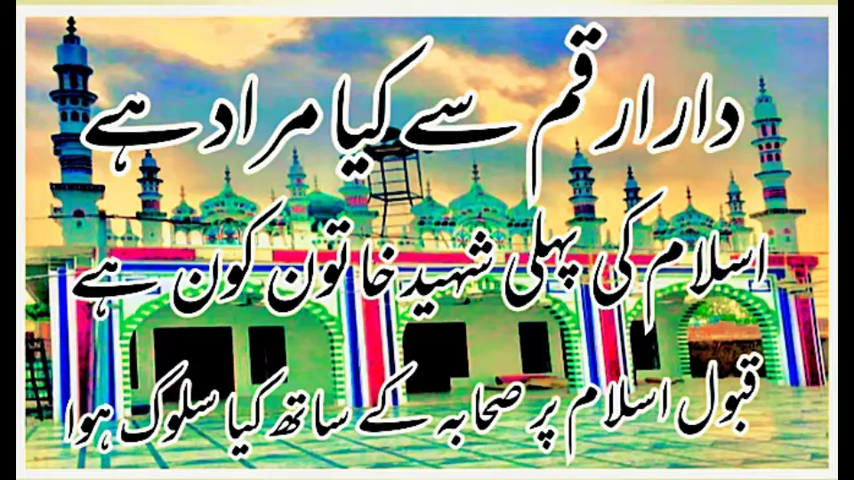 دار ارقم سے کیا مراد ہے
اسلام کی پہلی شہید خاتون کون ہے
قبول اسلام پر صحابہ کے ساتھ کیا سلوک ہوا